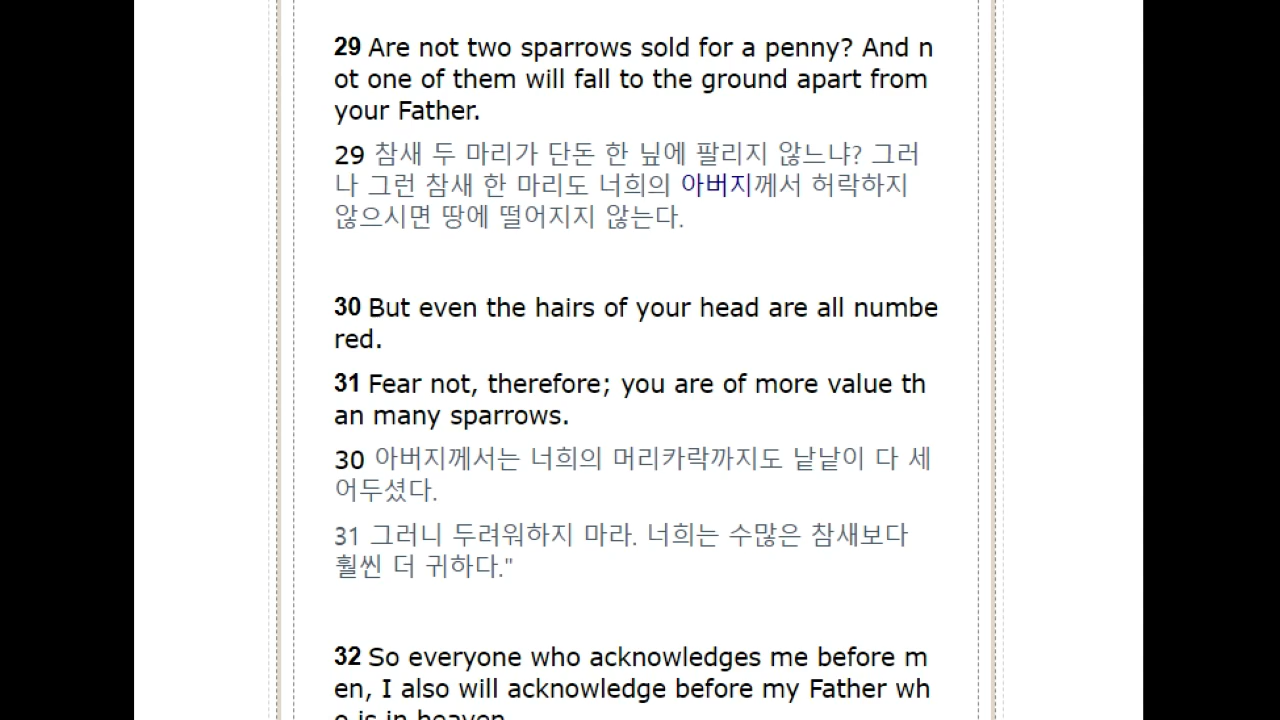 29 Are not two sparrows sold for a penny? And n
ot one of them will fall to the ground apart from
your Father.
29 참새 두 마리가 단돈 한 닢에 팔리지 않느냐? 그러
나 그런 참새 한 마리도 너희의 아버지께서 허락하지
않으시면 땅에 떨어지지 않는다.
30 But even the hairs of your head are all numbe
red.
31 Fear not, therefore; you are of more value th
an many sparrows.
30 아버지께서는 너희의 머리카락까지도 낱낱이 다 세
어두셨다.
31 그러니 두려워하지 마라. 너희는 수많은 참새보다
훨씬 더 귀하다."
32 So everyone who acknowledges me before m
en, I also will acknowledge before my Father wh
o is in heaven